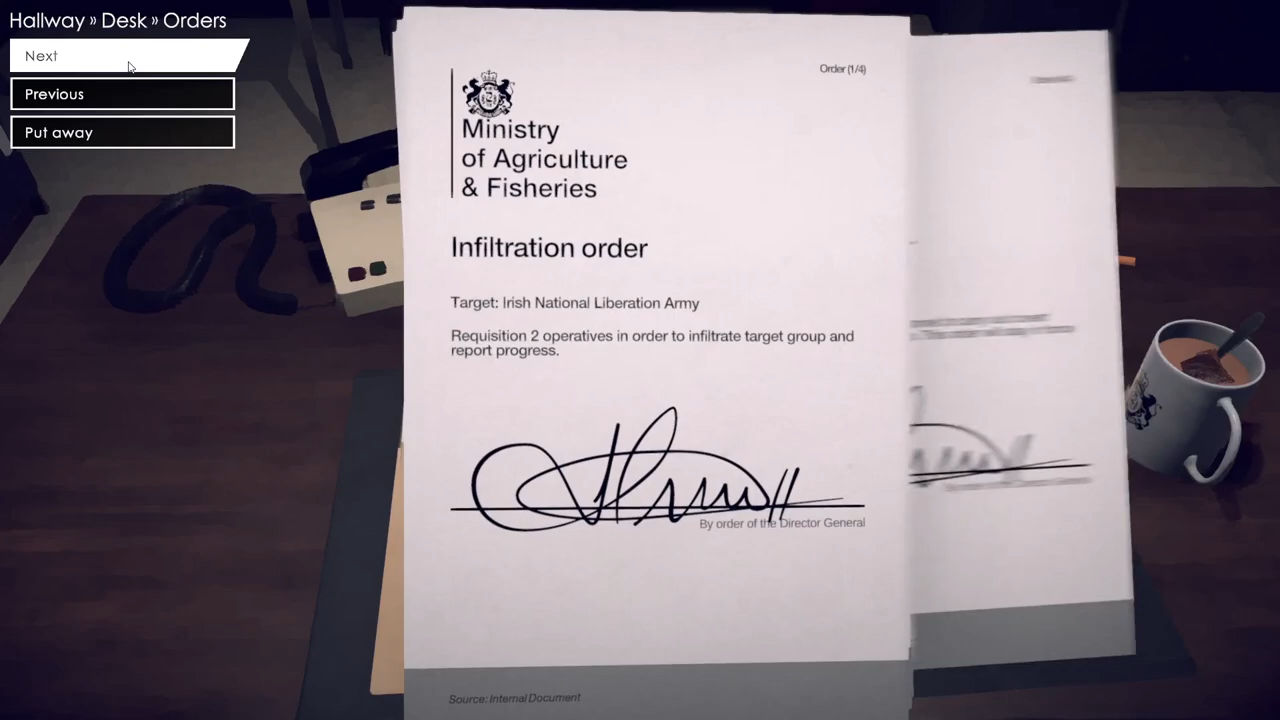 Hallway » Desk » Orders
Next
Previous
Put away
Order (1/4)
Ministry
of Agriculture
& Fisheries
Infiltration order
Target: Irish National Liberation Army
Requisition 2 operatives in order to infiltrate target group and
report progress.
By order of the Director General
Source: Internal Document